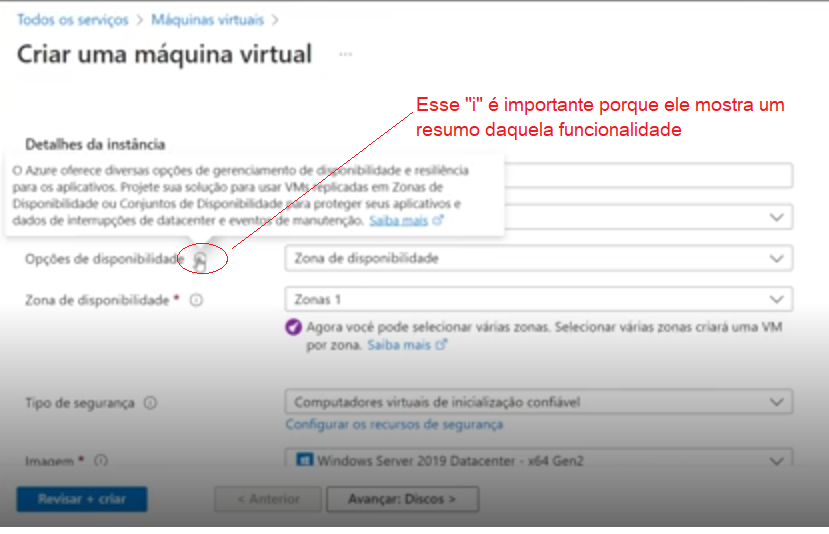 Todos os serviços > Máquinas virtuais >
Criar uma máquina virtual ...
Esse "i" é importante porque ele mostra um
resumo daquela funcionalidade
Detalhes da instância
O Azure oferece diversas opções de gerenciamento de disponibilidade e resiliência
para os aplicativos. Projete sua solução para usar VMs replicadas em Zonas de
Disponibilidade ou Conjuntos de Disponibilidade para proteger seus aplicativos e
dados de interrupções de datacenter e eventos de manutenção. Saiba mais
Opções de disponibilidade
Zona de disponibilidade
Zona de disponibilidade *
Zonas 1
Agora você pode selecionar várias zonas. Selecionar várias zonas criará uma VM
por zona. Saiba mais
Tipo de segurança
Computadores virtuais de inicialização confiável
Configurar os recursos de segurança
Imagem *
Windows Server 2019 Datacenter - x64 Gen2
Revisar + criar
< Anterior
Avançar: Discos >